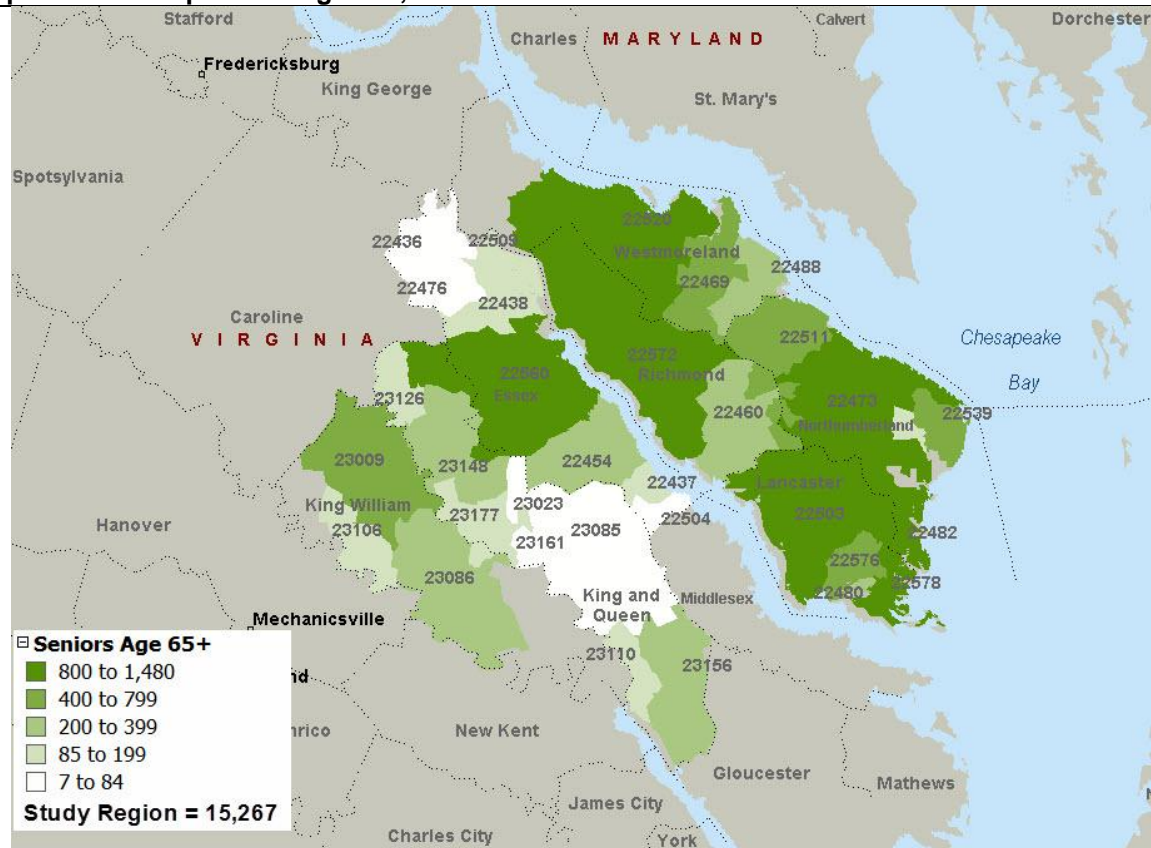 Stafford
Calvert
Dorchester
Charles
MARYLAND
Fredericksburg
King George
St. Mary's
Spotsylvania
22520
22436
22509
Westmoreland
22488
22469
22476
22438
Caroline
VIRGINIA
22511
Chesapeake
Bay
22572
Richmond
22560
Essex
23126
22460
22473
22539
Northumberland
23009
23148
22454
22437
Lancaster
King William
23177
23023
22504
22503
Hanover
23106
23161
23085
22482
22576
23086
22578
22480
King and
Queen
Middlesex
Mechanicsville
23110
23156
Seniors Age 65+
800 to 1,480
400 to 799
200 to 399
85 to 199
7 to 84
Study Region = 15,267
nd
nrico
New Kent
Gloucester
Mathews
James City
Charles City
York